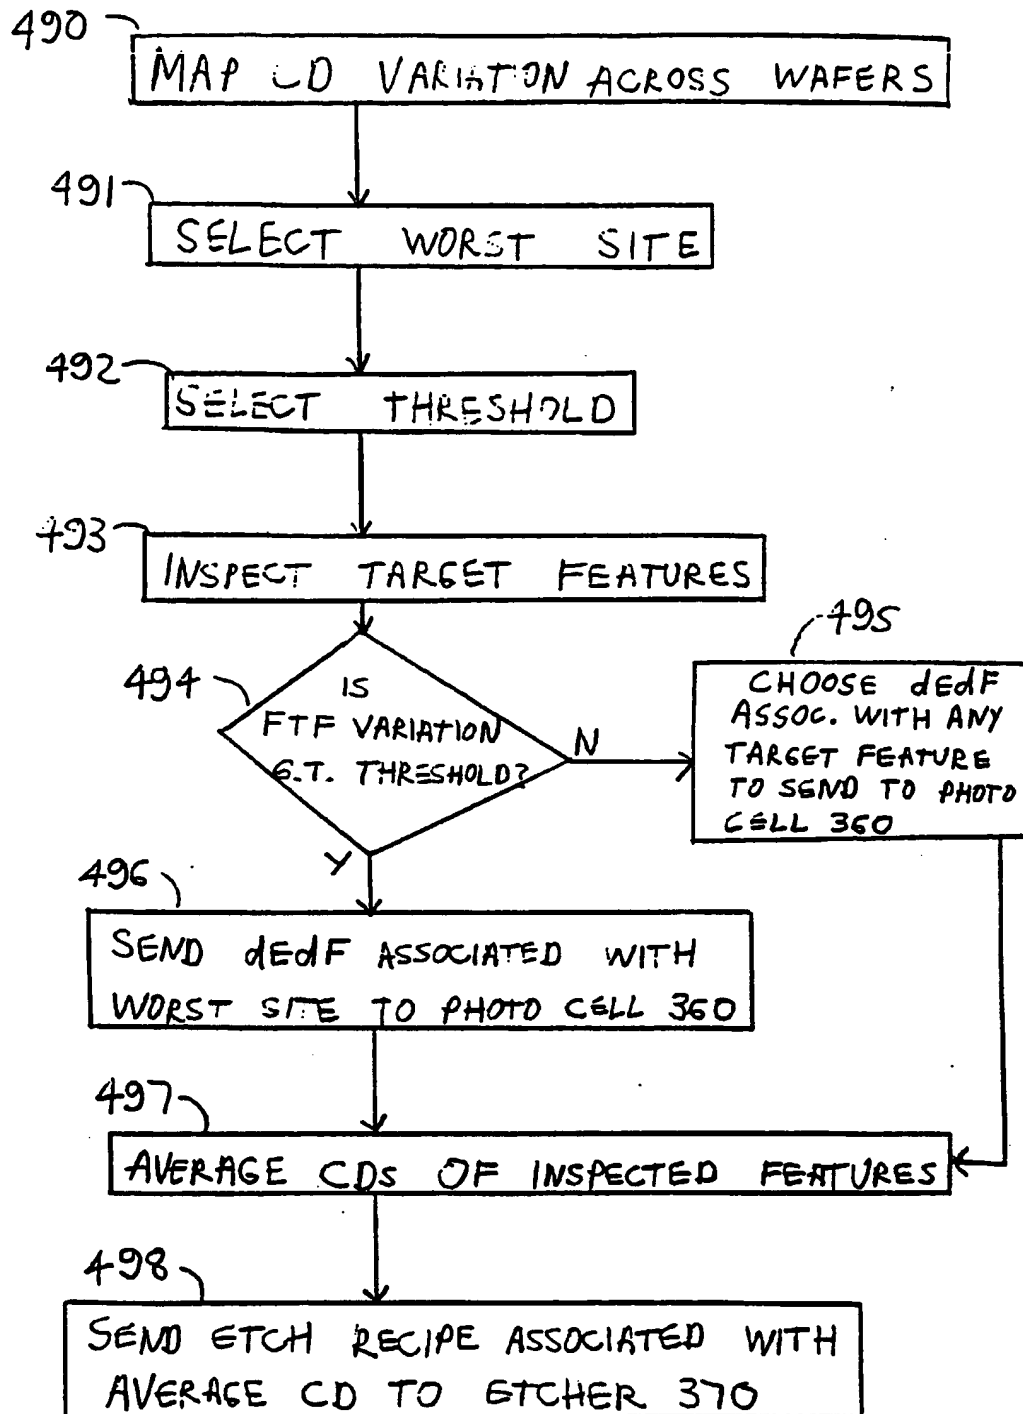 490
MAP CD VARIATION ACROSS WAFERS
491
SELECT WORST SITE
492
SELECT THRESHOLD
493
INSPECT TARGET FEATURES
494
IS
FTF VARIATION
G.T. THRESHOLD?
N
Y
495
CHOOSE dEdF
ASSOC. WITH ANY
TARGET FEATURE
TO SEND TO PHOTO
CELL 360
496
SEND dEdF ASSOCIATED WITH
WORST SITE TO PHOTO CELL 360
497
AVERAGE CDs OF INSPECTED FEATURES
498
SEND ETCH RECIPE ASSOCIATED WITH
AVERAGE CD TO ETCHER 370